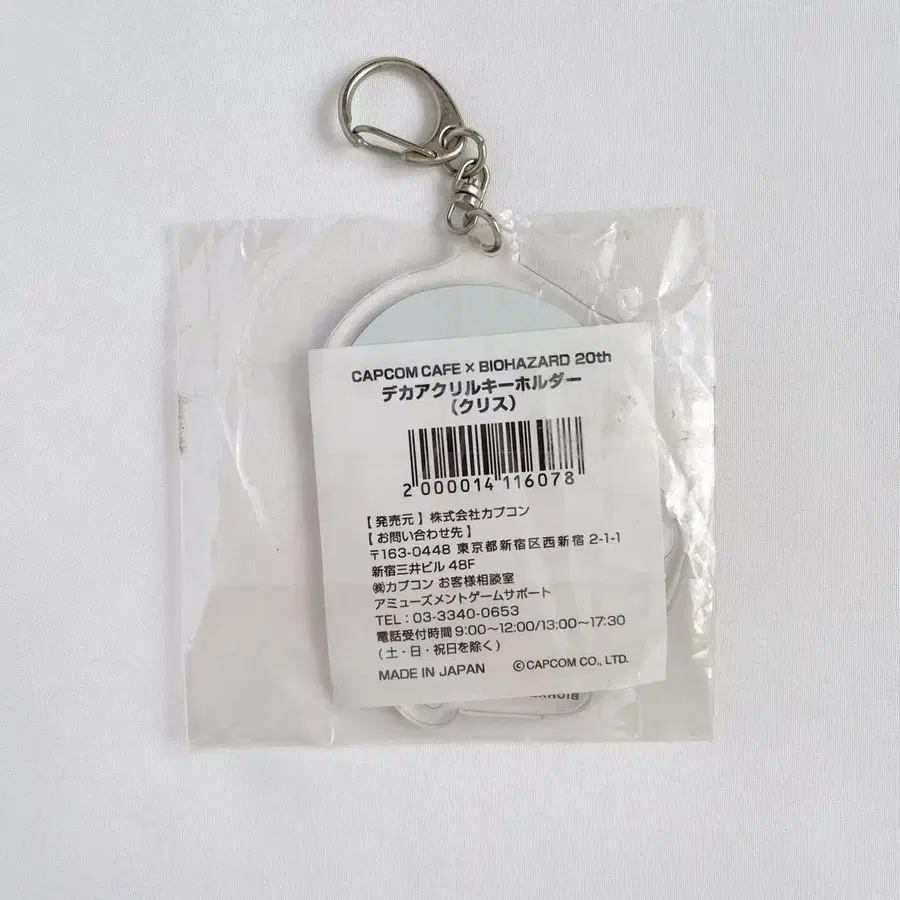 CAPCOM CAFE × BIOHAZARD 20th
デカアクリルキーホルダー
（クリス）
2 000014 116078
【 発売元 】 株式会社カプコン
【 お問い合わせ先 】
〒163-0448 東京都新宿区西新宿 2-1-1
新宿三井ビル 48F
㈱カプコン お客様相談室
アミューズメントゲームサポート
TEL : 03-3340-0653
電話受付時間 9:00～12:00/13:00～17:30
( 土・日・祝日を除く )
MADE IN JAPAN ©CAPCOM CO., LTD.